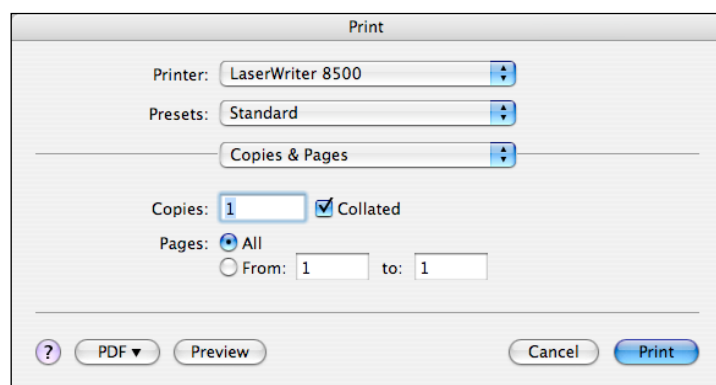 Print
Printer: LaserWriter 8500
Presets: Standard
Copies & Pages
Copies: 1 Collated
Pages: All
From: 1 to: 1
? PDF ▼ Preview Cancel Print